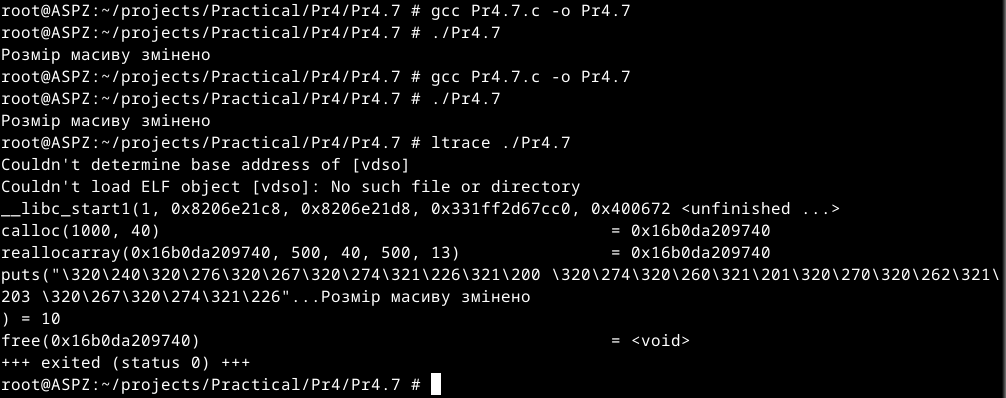 root@ASPZ:~/projects/Practical/Pr4/Pr4.7 # gcc Pr4.7.c -o Pr4.7
root@ASPZ:~/projects/Practical/Pr4/Pr4.7 # ./Pr4.7
Розмір масиву змінено
root@ASPZ:~/projects/Practical/Pr4/Pr4.7 # gcc Pr4.7.c -o Pr4.7
root@ASPZ:~/projects/Practical/Pr4/Pr4.7 # ./Pr4.7
Розмір масиву змінено
root@ASPZ:~/projects/Practical/Pr4/Pr4.7 # ltrace ./Pr4.7
Couldn't determine base address of [vdso]
Couldn't load ELF object [vdso]: No such file or directory
__libc_start1(1, 0x8206e21c8, 0x8206e21d8, 0x331ff2d67cc0, 0x400672 <unfinished ...>
calloc(1000, 40) = 0x16b0da209740
reallocarray(0x16b0da209740, 500, 40, 500, 13) = 0x16b0da209740
puts("\320\240\320\276\320\267\320\274\321\226\321\200 \320\274\320\260\321\201\320\270\320\262\321\
203 \320\267\320\274\321\226"...Розмір масиву змінено
) = 10
free(0x16b0da209740) = <void>
+++ exited (status 0) +++
root@ASPZ:~/projects/Practical/Pr4/Pr4.7 #